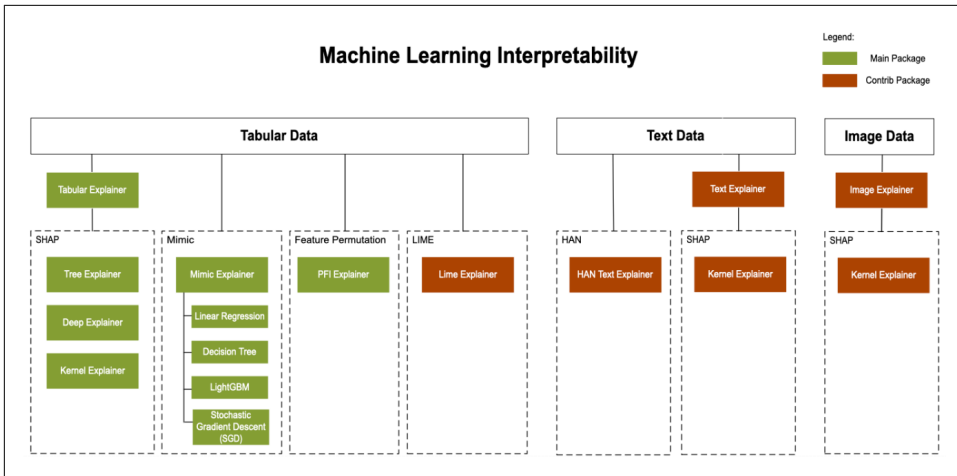 Legend:
Machine Learning Interpretability
Main Package
Contrib Package
Tabular Data
Text Data
Image Data
Tabular Explainer
Text Explainer
Image Explainer
SHAP
Tree Explainer
Deep Explainer
Kernel Explainer
Mimic
Mimic Explainer
Linear Regression
Decision Tree
LightGBM
Stochastic
Gradient Descent
(SGD)
Feature Permutation
PFI Explainer
LIME
Lime Explainer
HAN
HAN Text Explainer
SHAP
Kernel Explainer
SHAP
Kernel Explainer